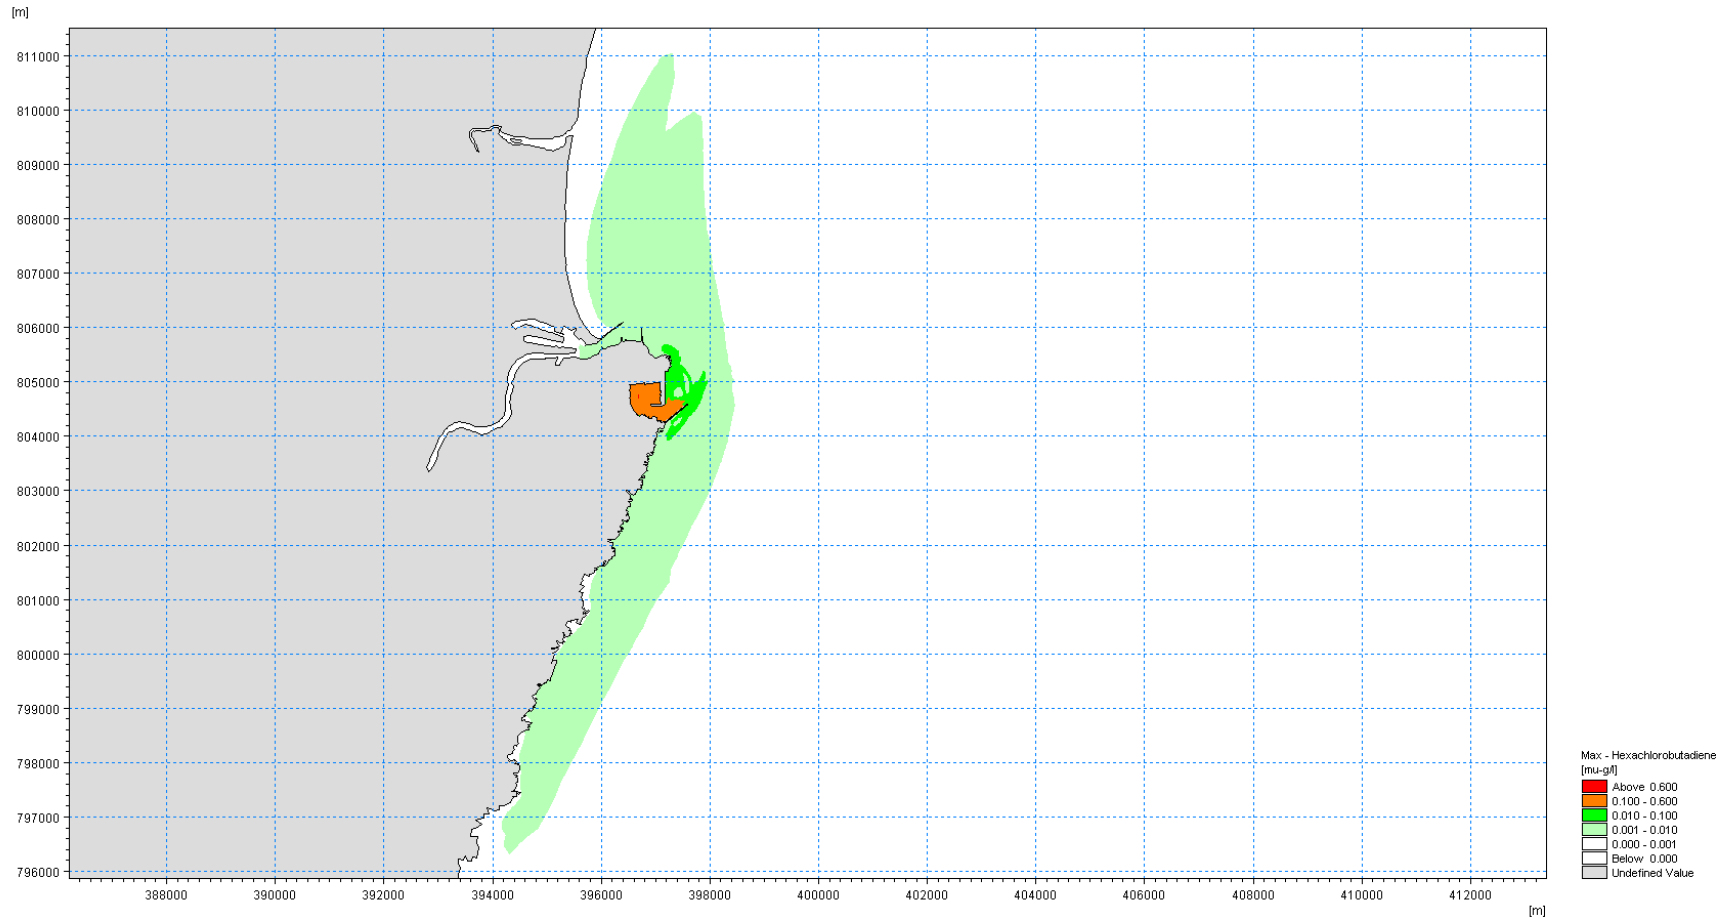 [m]
811000
810000
809000
808000
807000
806000
805000
804000
803000
802000
801000
800000
799000
798000
797000
796000
388000 390000 392000 394000 396000 398000 400000 402000 404000 406000 408000 410000 412000
[m]
Max - Hexachlorobutadiene
[mu-g/l]
Above 0.600
0.100 - 0.600
0.010 - 0.100
0.001 - 0.010
0.000 - 0.001
Below 0.000
Undefined Value